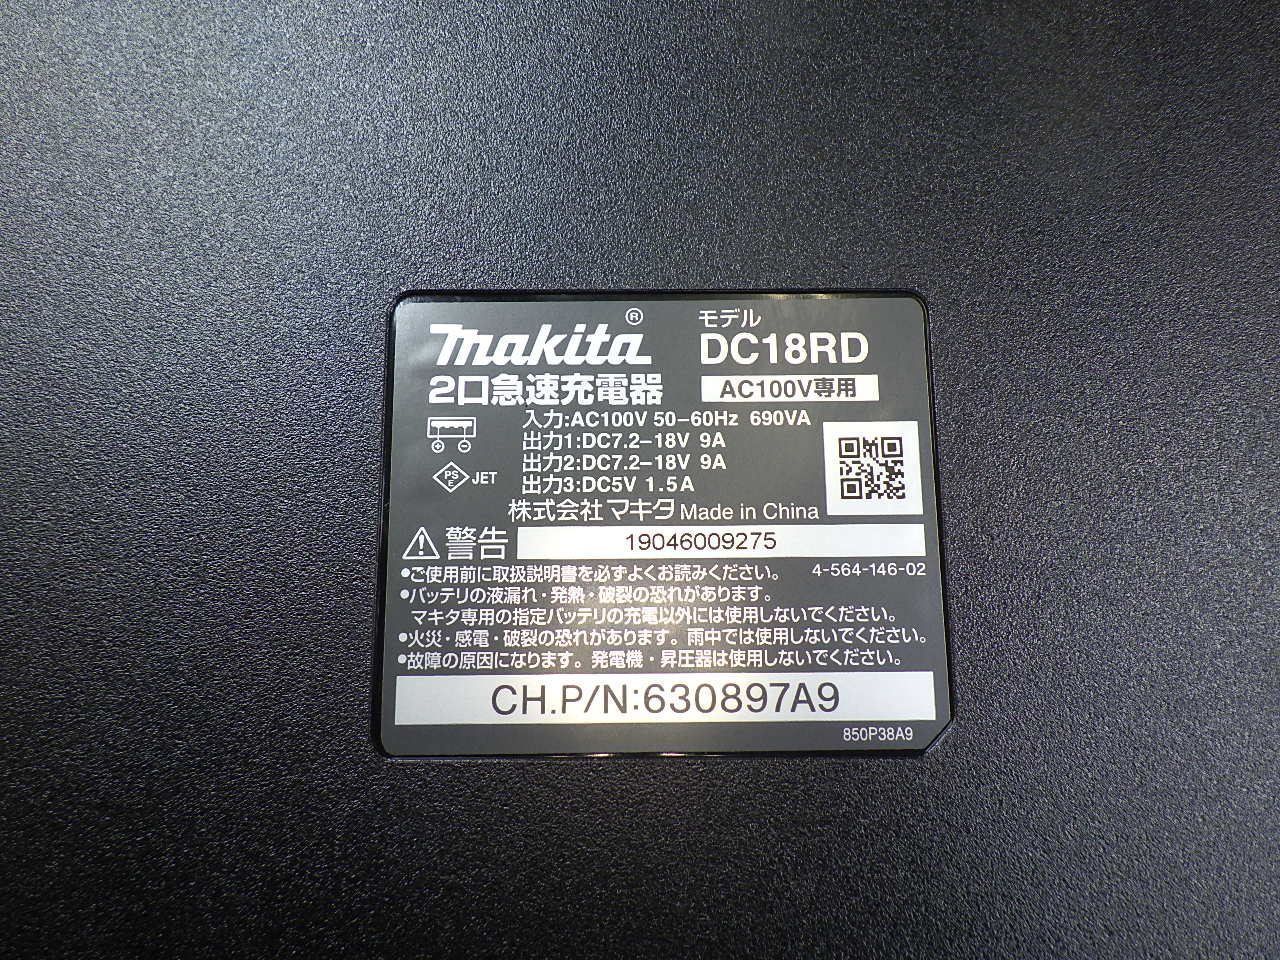 makita®
モデル
DC18RD
2口急速充電器
AC100V専用
入力:AC100V 50-60Hz 690VA
出力1:DC7.2-18V 9A
出力2:DC7.2-18V 9A
出力3:DC5V 1.5A
PS
E
JET
株式会社マキタ Made in China
警告
19046009275
●ご使用前に取扱説明書を必ずよくお読みください。 4-564-146-02
●バッテリの液漏れ・発熱・破裂の恐れがあります。
マキタ専用の指定バッテリの充電以外には使用しないでください。
●火災・感電・破裂の恐れがあります。雨中では使用しないでください。
●故障の原因になります。発電機・昇圧器は使用しないでください。
CH.P/N:630897A9
850P38A9